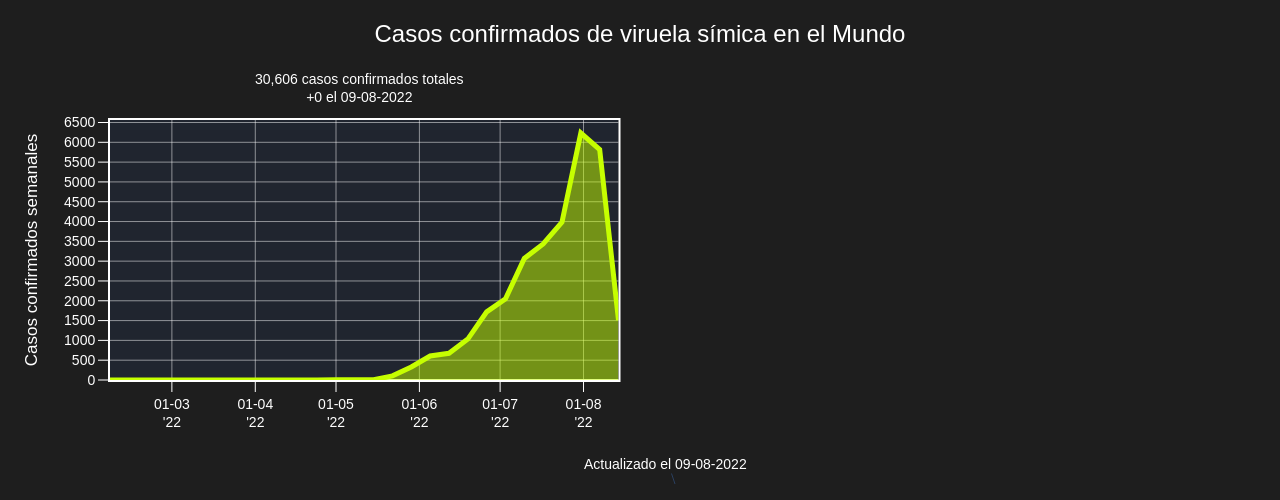 Casos confirmados de viruela símica en el Mundo
30,606 casos confirmados totales
+0 el 09-08-2022
Casos confirmados semanales
6500
6000
5500
5000
4500
4000
3500
3000
2500
2000
1500
1000
500
0
01-03 01-04 01-05 01-06 01-07 01-08
'22 '22 '22 '22 '22 '22
Actualizado el 09-08-2022
\